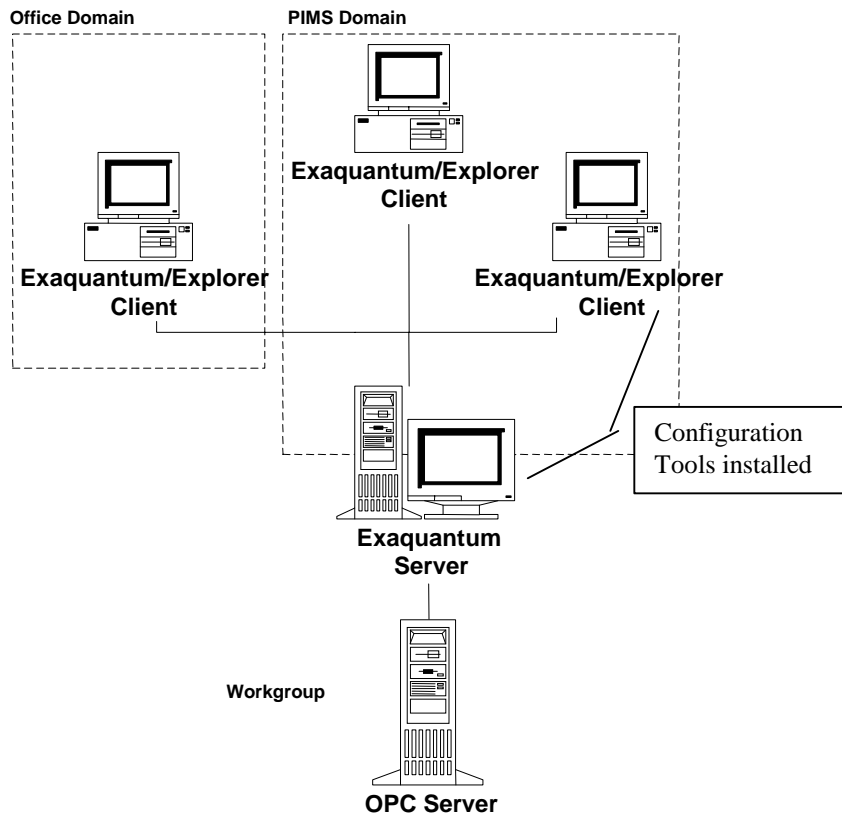 Office Domain
PIMS Domain
Exaquantum/Explorer
Client
Exaquantum/Explorer
Client
Exaquantum/Explorer
Client
Configuration
Tools installed
Exaquantum
Server
Workgroup
OPC Server